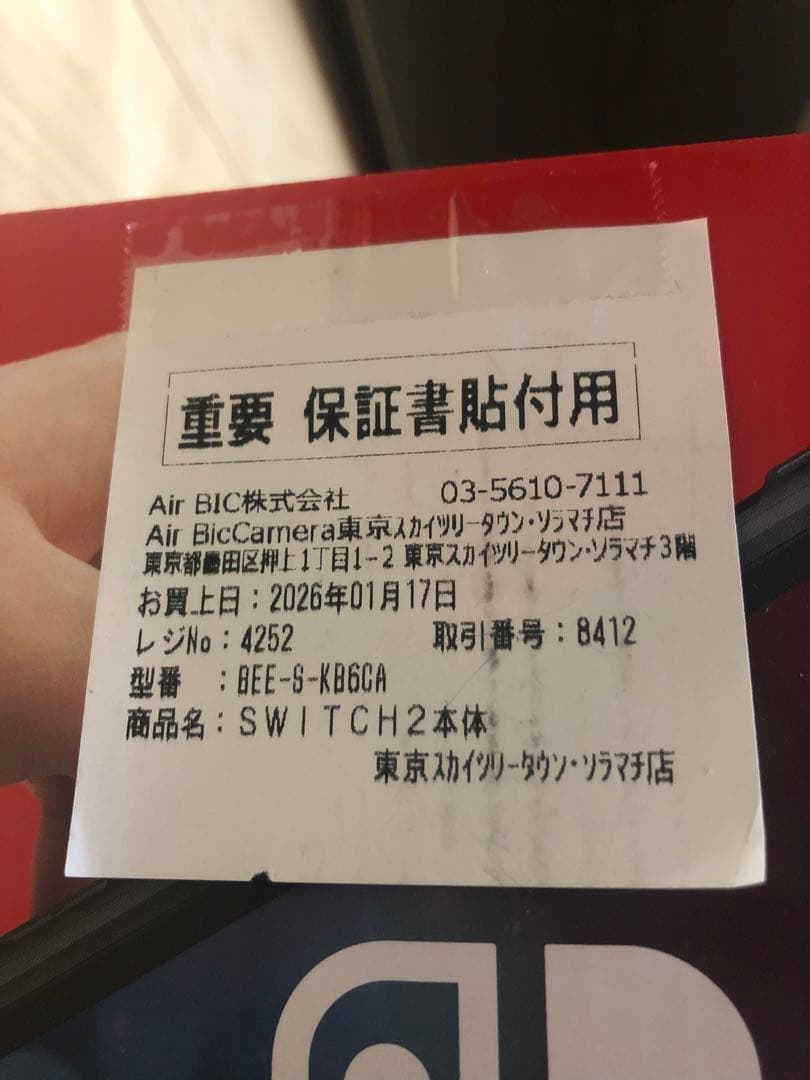 重要 保証書貼付用
Air BIC株式会社 03-5610-7111
Air BicCamera東京スカイツリータウン・ソラマチ店
東京都墨田区押上1丁目1-2 東京スカイツリータウン・ソラマチ3階
お買上日：2026年01月17日
レジNo：4252 取引番号：8412
型番 ：BEE-S-KB6CA
商品名：ＳＷＩＴＣＨ２本体
東京スカイツリータウン・ソラマチ店